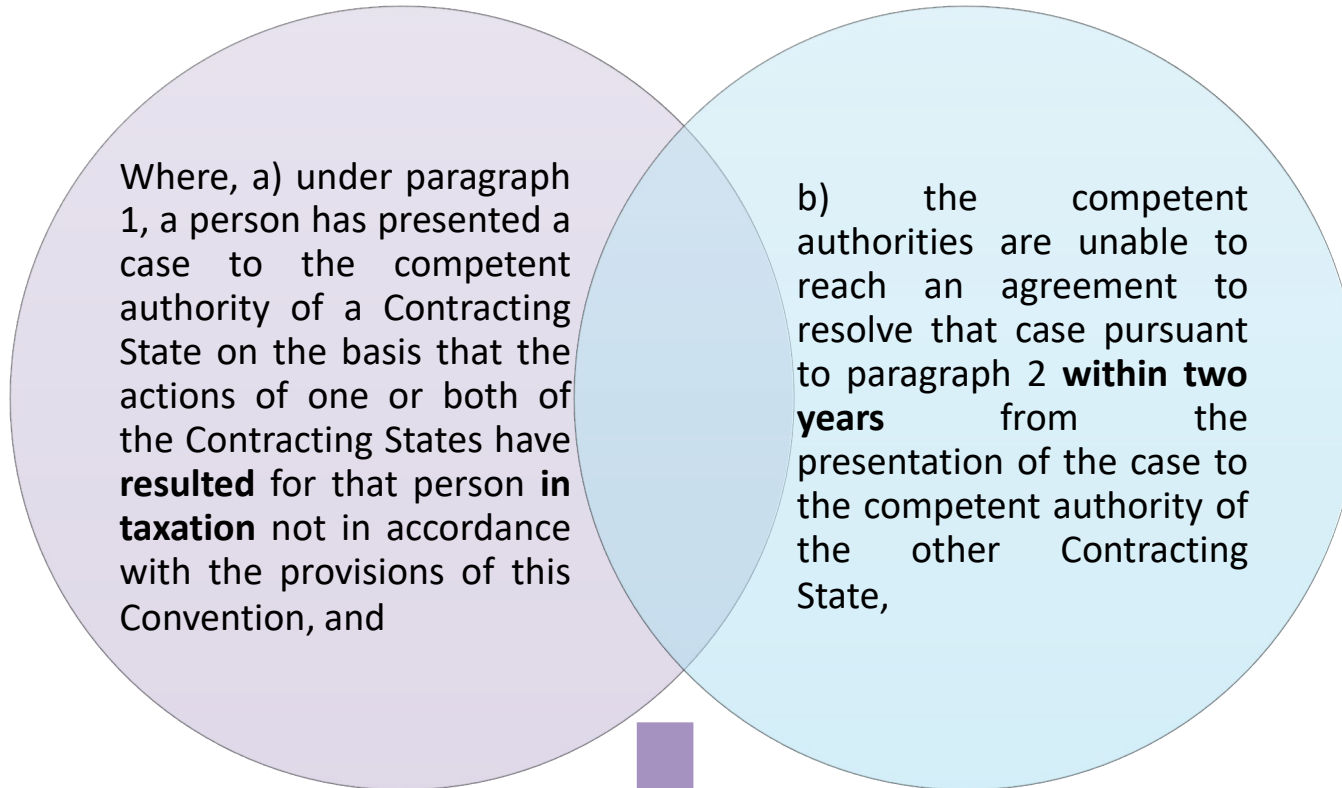 Where, a) under paragraph
1, a person has presented a
case to the competent
authority of a Contracting
State on the basis that the
actions of one or both of
the Contracting States have
resulted for that person in
taxation not in accordance
with the provisions of this
Convention, and
b) the competent
authorities are unable to
reach an agreement to
resolve that case pursuant
to paragraph 2 within two
years from the
presentation of the case to
the competent authority of
the other Contracting
State,